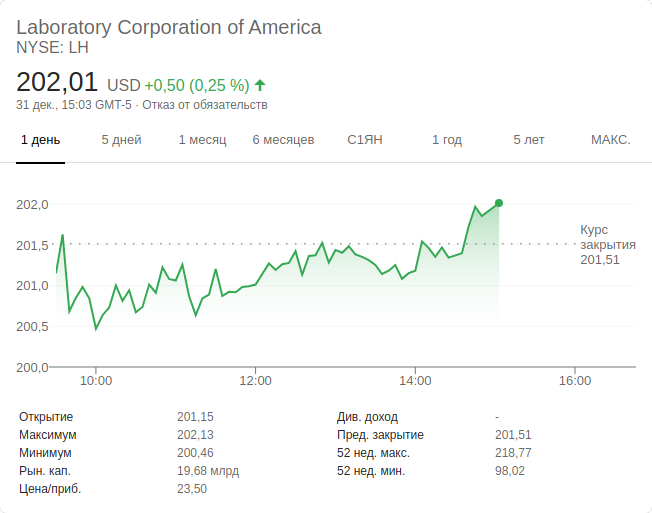 Laboratory Corporation of America
NYSE: LH
202,01 USD +0,50 (0,25 %)
31 дек., 15:03 GMT-5 · Отказ от обязательств
1 день 5 дней 1 месяц 6 месяцев С1ЯН 1 год 5 лет МАКС.
202,0
201,5
201,0
200,5
200,0
Курс
закрытия
201,51
10:00 12:00 14:00 16:00
Открытие 201,15 Див. доход -
Максимум 202,13 Пред. закрытие 201,51
Минимум 200,46 52 нед. макс. 218,77
Рын. кап. 19,68 млрд 52 нед. мин. 98,02
Цена/приб. 23,50